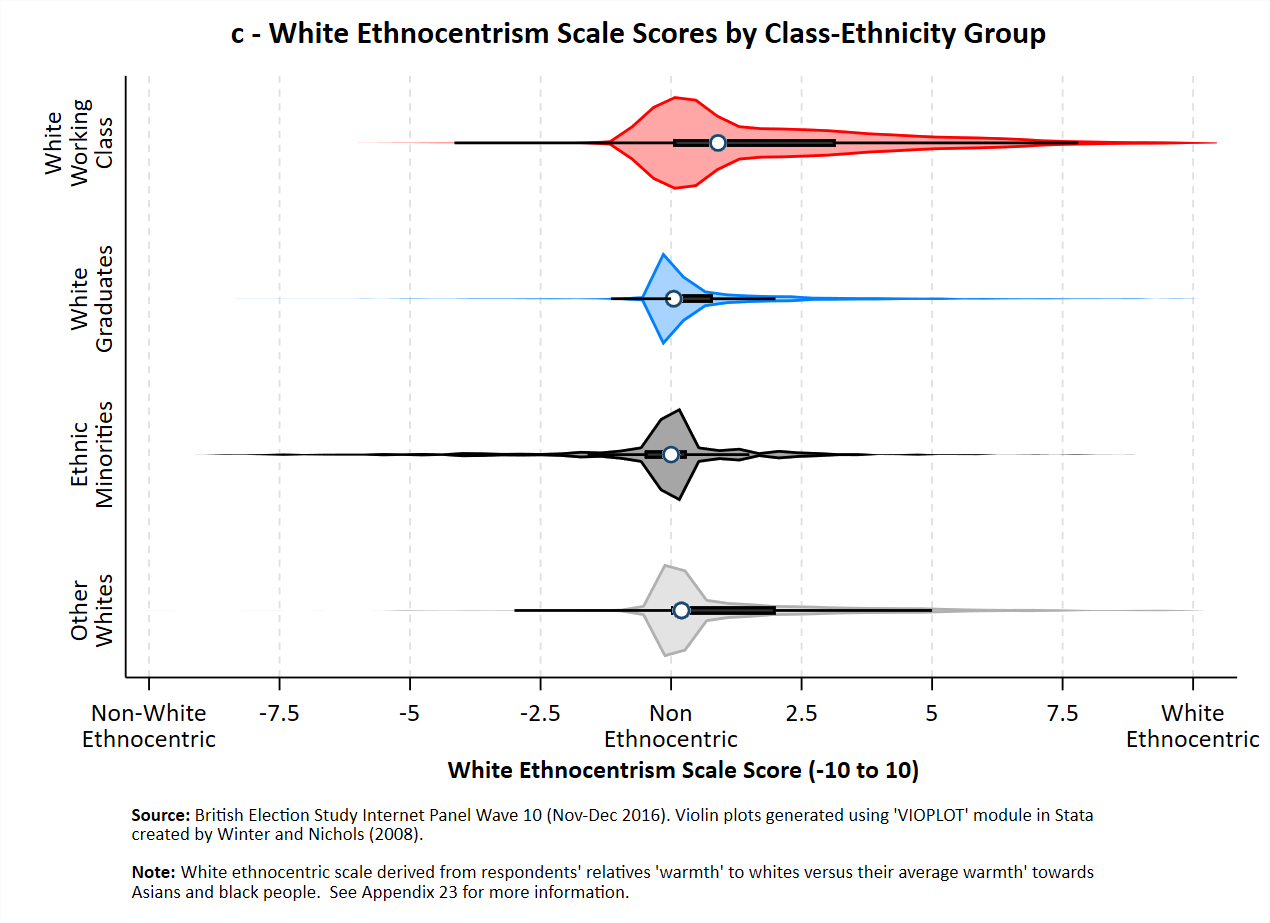 c - White Ethnocentrism Scale Scores by Class-Ethnicity Group
White
Working
Class
White
Graduates
Ethnic
Minorities
Other
Whites
Non-White
Ethnocentric
-7.5
-5
-2.5
Non
Ethnocentric
2.5
5
7.5
White
Ethnocentric
White Ethnocentrism Scale Score (-10 to 10)
Source: British Election Study Internet Panel Wave 10 (Nov-Dec 2016). Violin plots generated using 'VIOPLOT' module in Stata
created by Winter and Nichols (2008).
Note: White ethnocentric scale derived from respondents' relatives 'warmth' to whites versus their average warmth' towards
Asians and black people.  See Appendix 23 for more information.